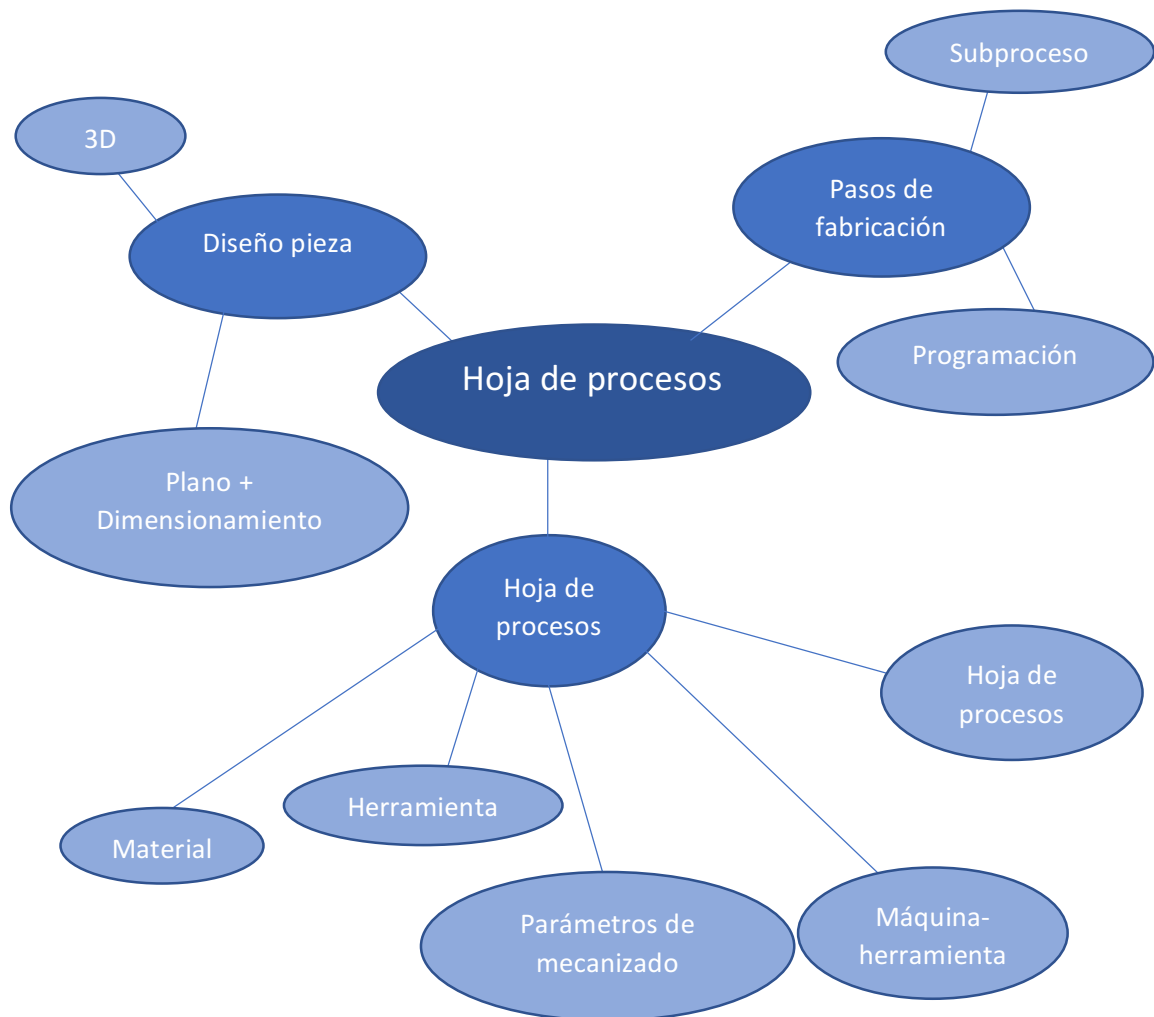 Subproceso
3D
Pasos de
fabricación
Diseño pieza
Programación
Hoja de procesos
Plano +
Dimensionamiento
Hoja de
procesos
Hoja de
procesos
Herramienta
Material
Parámetros de
mecanizado
Máquina-
herramienta